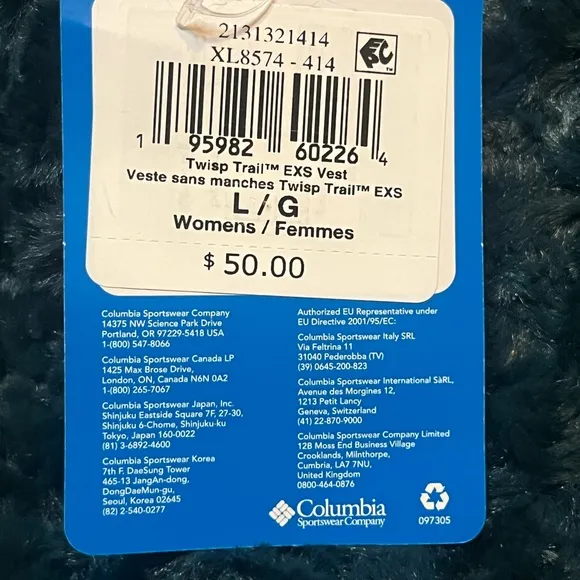 2131321414
XL8574 - 414
EPC™
1 95982 60226 4
Twisp Trail™ EXS Vest
Veste sans manches Twisp Trail™ EXS
L / G
Womens / Femmes
$ 50.00
Columbia Sportswear Company
14375 NW Science Park Drive
Portland, OR 97229-5418 USA
1-(800) 547-8066
Columbia Sportswear Canada LP
1425 Max Brose Drive,
London, ON, Canada N6N 0A2
1-(800) 265-7067
Columbia Sportswear Japan, Inc.
Shinjuku Eastside Square 7F, 27-30,
Shinjuku 6-Chome, Shinjuku-ku
Tokyo, Japan 160-0022
(81) 3-6892-4600
Columbia Sportswear Korea
7th F. DaeSung Tower
465-13 JangAn-dong,
DongDaeMun-gu,
Seoul, Korea 02645
(82) 2-540-0277
Authorized EU Representative under
EU Directive 2001/95/EC:
Columbia Sportswear Italy SRL
Via Feltrina 11
31040 Pederobba (TV)
(39) 0645-200-823
Columbia Sportswear International SàRL,
Avenue des Morgines 12,
1213 Petit Lancy
Geneva, Switzerland
(41) 22-870-9000
Columbia Sportswear Company Limited
12B Moss End Business Village
Crooklands, Milnthorpe,
Cumbria, LA7 7NU,
United Kingdom
0800-464-0876
Columbia
Sportswear Company
097305